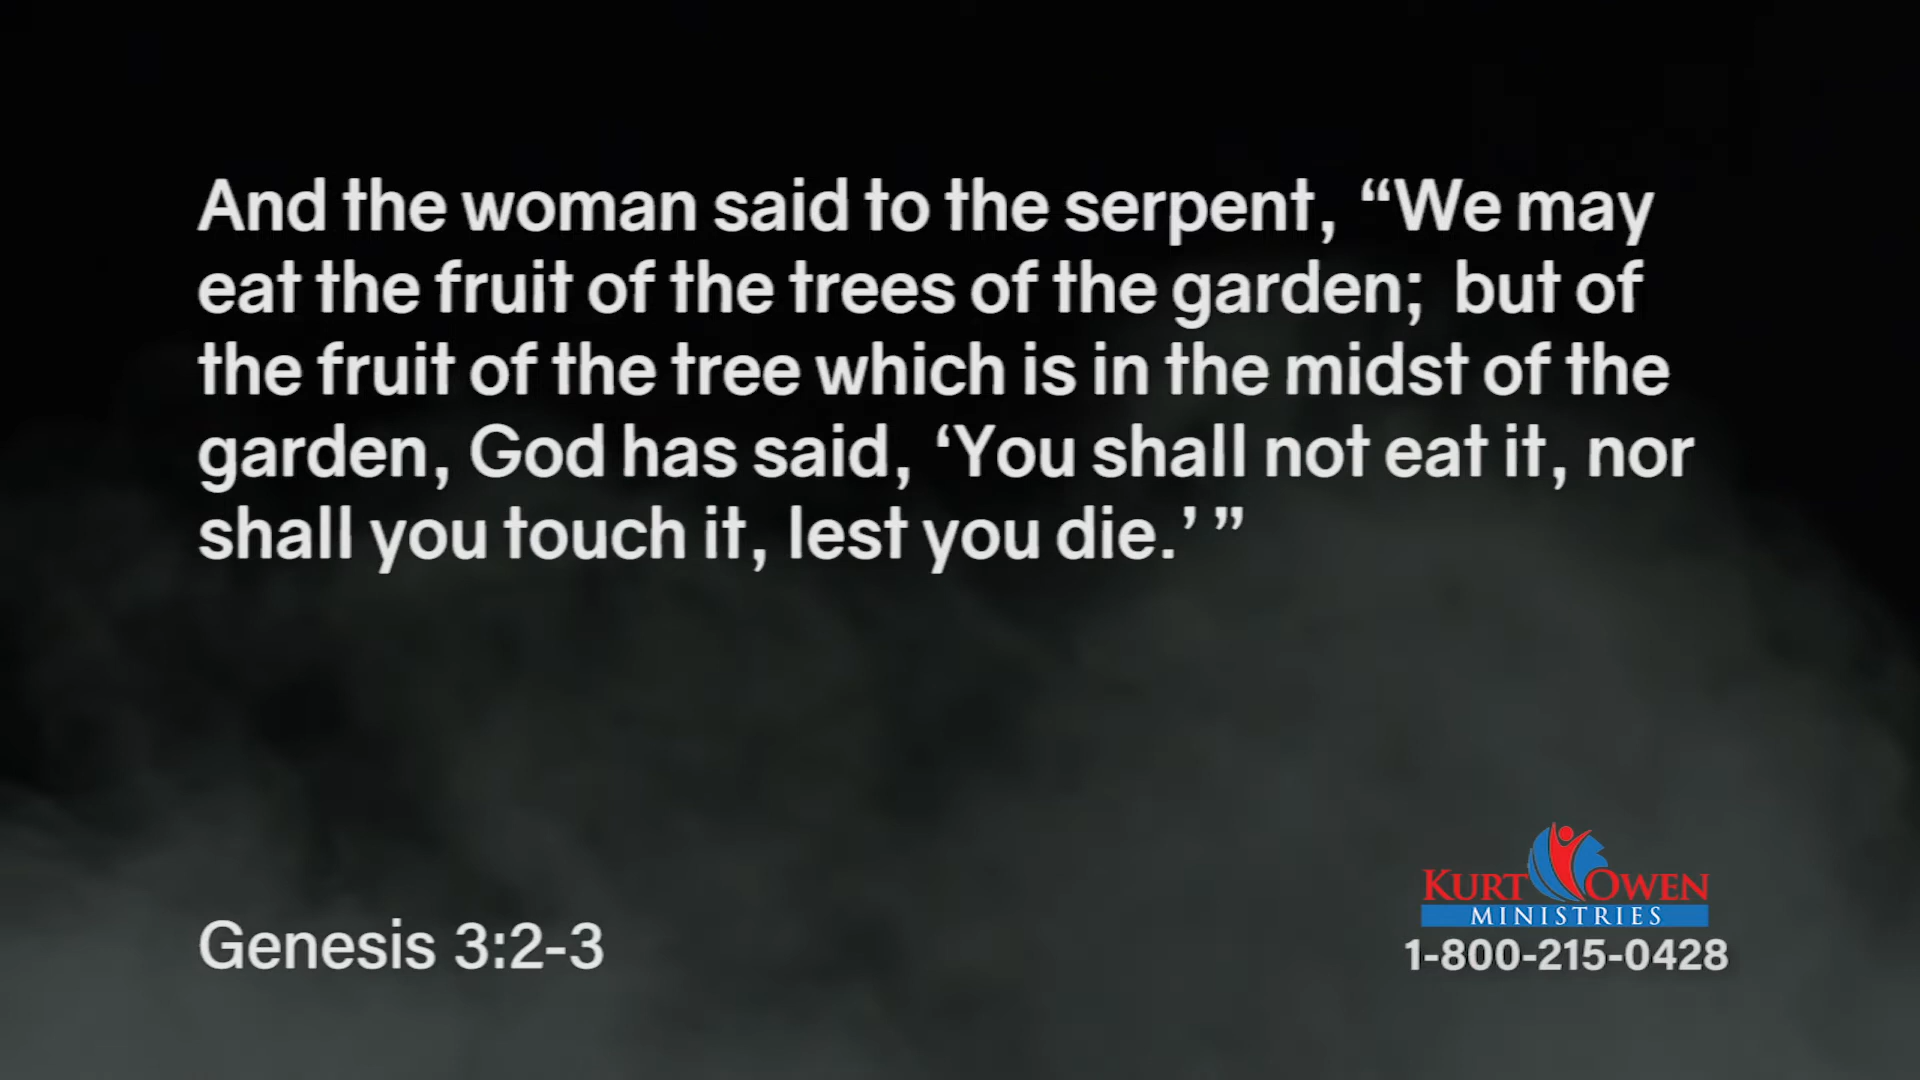 And the woman said to the serpent, “We may
eat the fruit of the trees of the garden;  but of
the fruit of the tree which is in the midst of the
garden, God has said, ‘You shall not eat it, nor
shall you touch it, lest you die.’ ”
Genesis 3:2-3
KURT OWEN
MINISTRIES
1-800-215-0428